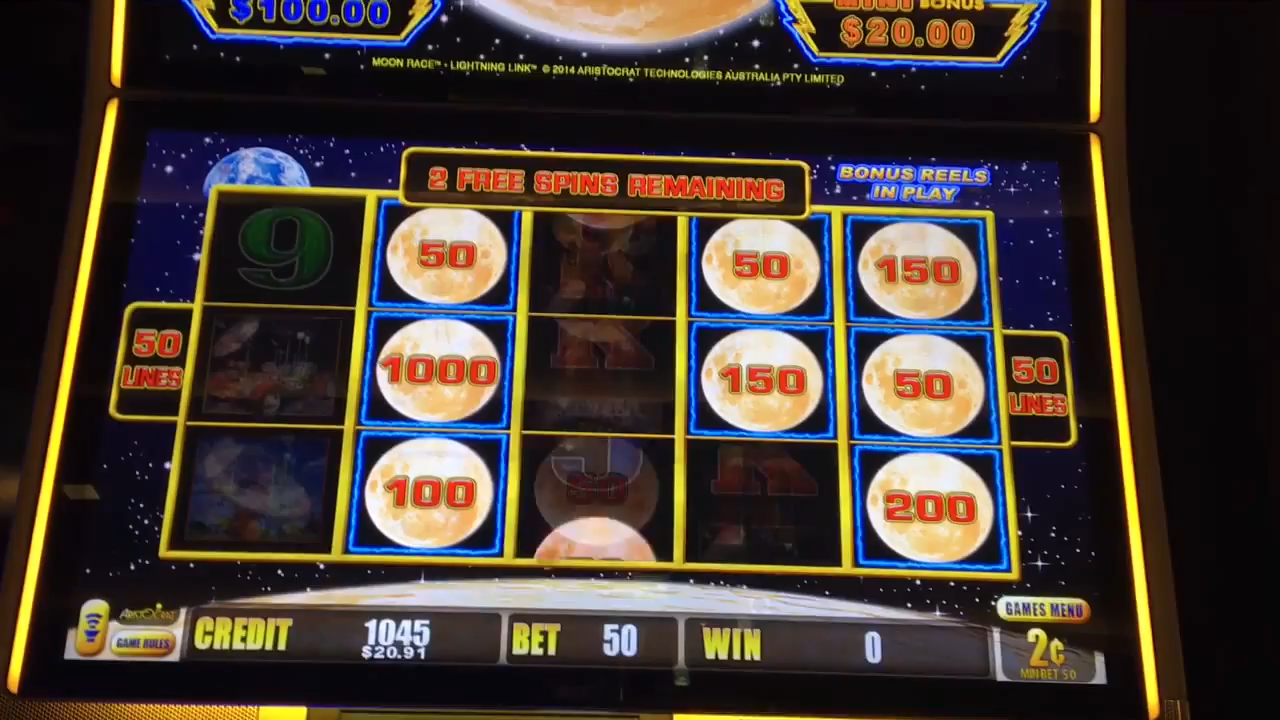 $100.00
MINI BONUS
$20.00
MOON RACE™ - LIGHTNING LINK™ © 2014 ARISTOCRAT TECHNOLOGIES AUSTRALIA PTY LIMITED
2 FREE SPINS REMAINING
BONUS REELS
IN PLAY
9
50
50
150
50
LINES
1000
K
150
50
50
LINES
100
J
50
K
200
ARISTOCRAT
GAME RULES
CREDIT
1045
$20.91
BET
50
WIN
0
GAMES MENU
2¢
MIN BET 50